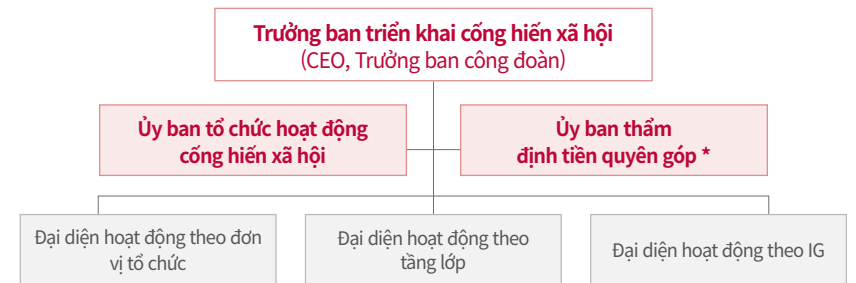 Trưởng ban triển khai cống hiến xã hội
(CEO, Trưởng ban công đoàn)
Ủy ban tổ chức hoạt động
cống hiến xã hội
Ủy ban thẩm
định tiền quyên góp *
Đại diện hoạt động theo đơn
vị tổ chức
Đại diện hoạt động theo
tầng lớp
Đại diện hoạt động theo IG